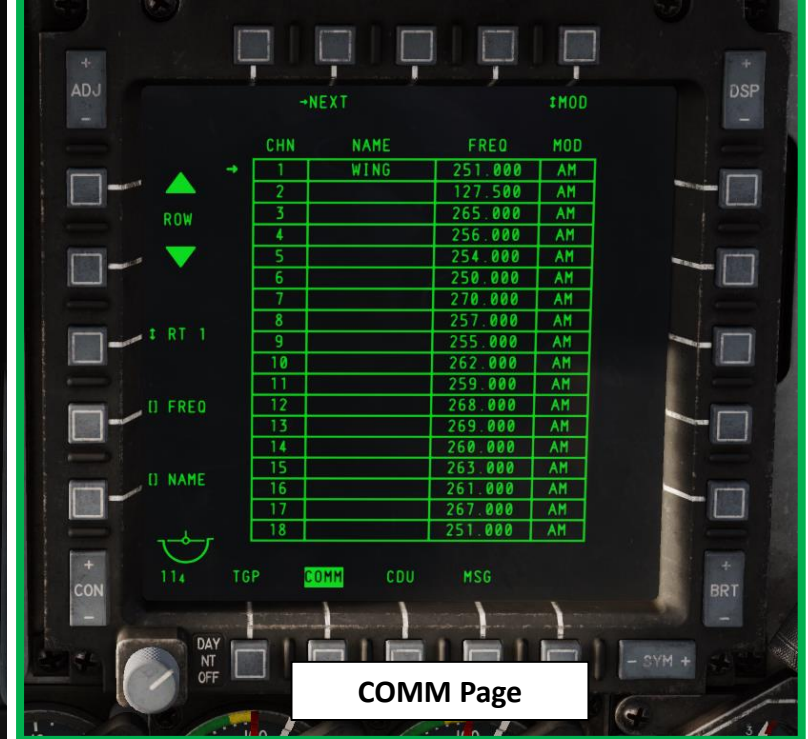 +
ADJ
-
+
DSP
-
→NEXT ↕MOD
CHN NAME FREQ MOD
→ 1 WING 251.000 AM
2 127.500 AM
ROW
3 265.000 AM
4 256.000 AM
5 254.000 AM
6 250.000 AM
7 270.000 AM
8 257.000 AM
↕ RT 1
9 255.000 AM
10 262.000 AM
11 259.000 AM
[] FREQ
12 268.000 AM
13 269.000 AM
14 260.000 AM
15 263.000 AM
[] NAME
16 261.000 AM
17 267.000 AM
18 251.000 AM
114 TGP COMM CDU MSG
+
CON
-
+
BRT
-
DAY
NT
OFF
- SYM +
COMM Page